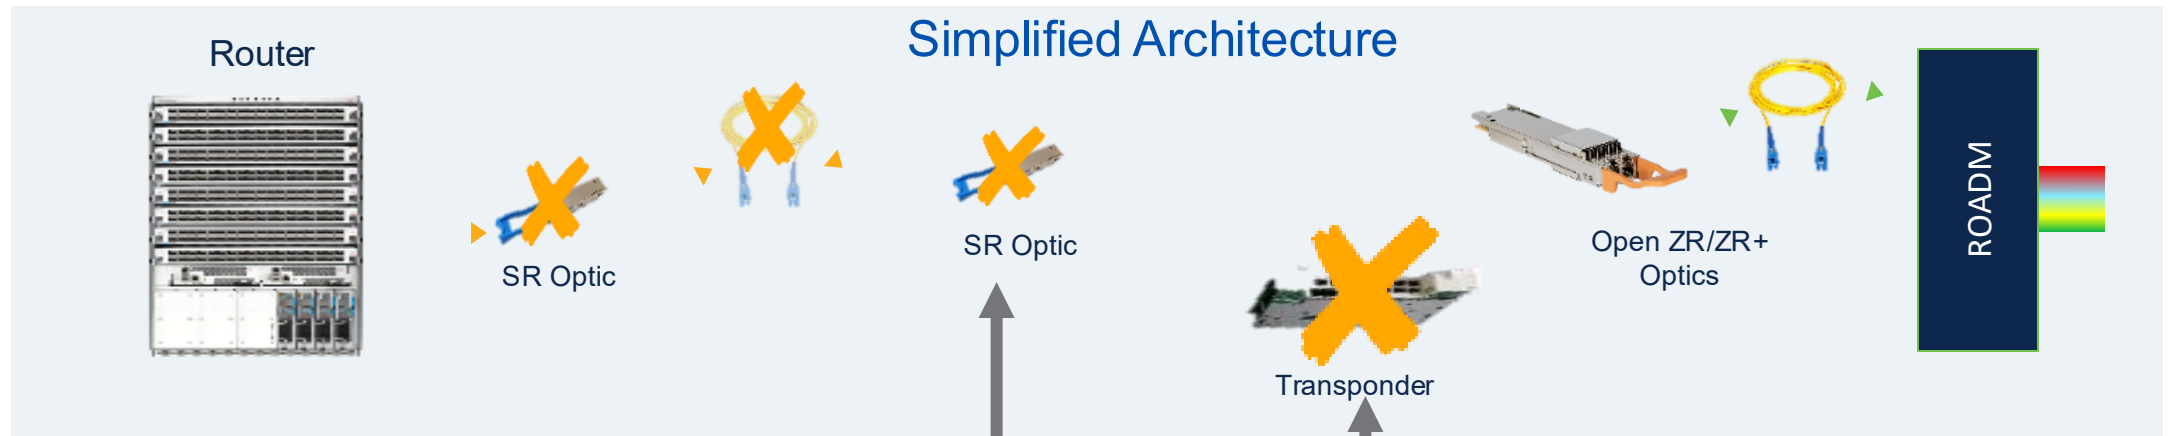 Simplified Architecture
Router
SR Optic
SR Optic
Transponder
Open ZR/ZR+
Optics
ROADM